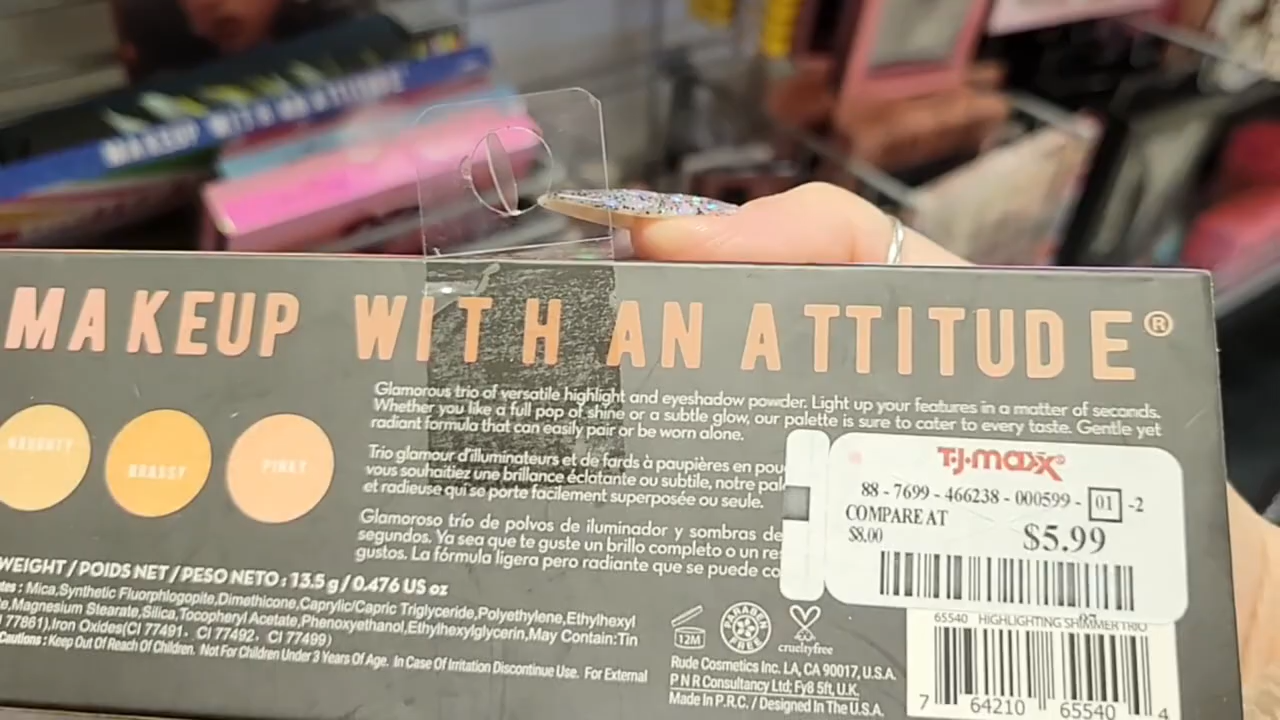 MAKEUP WITH AN ATTITUDE
MAKEUP WITH AN ATTITUDE®
NAUGHTY
BRASSY
PINKY
Glamorous trio of versatile highlight and eyeshadow powder. Light up your features in a matter of seconds.
Whether you like a full pop of shine or a subtle glow, our palette is sure to cater to every taste. Gentle yet
radiant formula that can easily pair or be worn alone.
Trio glamour d'illuminateurs et de fards à paupières en pou
vous souhaitiez une brillance éclatante ou subtile, notre pal
et radieuse qui se porte facilement superposée ou seule.
Glamoroso trío de polvos de iluminador y sombras de
segundos. Ya sea que te guste un brillo completo o un re
gustos. La fórmula ligera pero radiante que se puede co
T·J·maxx®
88 - 7699 - 466238 - 000599 - 01 -2
COMPARE AT
$8.00
$5.99
WEIGHT / POIDS NET / PESO NETO : 13.5 g / 0.476 US oz
: Mica,Synthetic Fluorphlogopite,Dimethicone,Caprylic/Capric Triglyceride,Polyethylene,Ethylhexyl
,Magnesium Stearate,Silica,Tocopheryl Acetate,Phenoxyethanol,Ethylhexylglycerin,May Contain:Tin
77861),Iron Oxides(CI 77491、 CI 77492、 CI 77499)
Cautions : Keep Out Of Reach Of Children. Not For Children Under 3 Years Of Age. In Case Of Irritation Discontinue Use. For External
12M
PARABEN FREE
crueltyfree
Rude Cosmetics Inc. LA, CA 90017, U.S.A.
P N R Consultancy Ltd; Fy8 5ft, U.K.
Made In P.R.C. / Designed In The U.S.A.
65540 HIGHLIGHTING SHIMMER TRIO
7 64210 65540 4